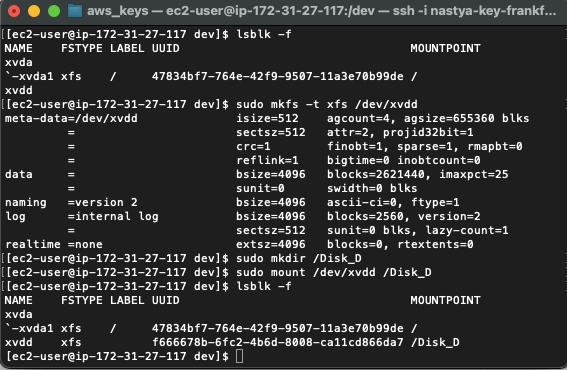 aws_keys — ec2-user@ip-172-31-27-117:/dev — ssh -i nastya-key-frankf...
[[ec2-user@ip-172-31-27-117 dev]$ lsblk -f
NAME    FSTYPE LABEL UUID                                 MOUNTPOINT
xvda
`-xvda1 xfs    /     47834bf7-764e-42f9-9507-11a3e70b99de /
xvdd
[[ec2-user@ip-172-31-27-117 dev]$ sudo mkfs -t xfs /dev/xvdd
meta-data=/dev/xvdd              isize=512    agcount=4, agsize=655360 blks
         =                       sectsz=512   attr=2, projid32bit=1
         =                       crc=1        finobt=1, sparse=1, rmapbt=0
         =                       reflink=1    bigtime=0 inobtcount=0
data     =                       bsize=4096   blocks=2621440, imaxpct=25
         =                       sunit=0      swidth=0 blks
naming   =version 2              bsize=4096   ascii-ci=0, ftype=1
log      =internal log           bsize=4096   blocks=2560, version=2
         =                       sectsz=512   sunit=0 blks, lazy-count=1
realtime =none                   extsz=4096   blocks=0, rtextents=0
[[ec2-user@ip-172-31-27-117 dev]$ sudo mkdir /Disk_D
[[ec2-user@ip-172-31-27-117 dev]$ sudo mount /dev/xvdd /Disk_D
[[ec2-user@ip-172-31-27-117 dev]$ lsblk -f
NAME    FSTYPE LABEL UUID                                 MOUNTPOINT
xvda
`-xvda1 xfs    /     47834bf7-764e-42f9-9507-11a3e70b99de /
xvdd    xfs          f666678b-6fc2-4b6d-8008-ca11cd866da7 /Disk_D
[ec2-user@ip-172-31-27-117 dev]$